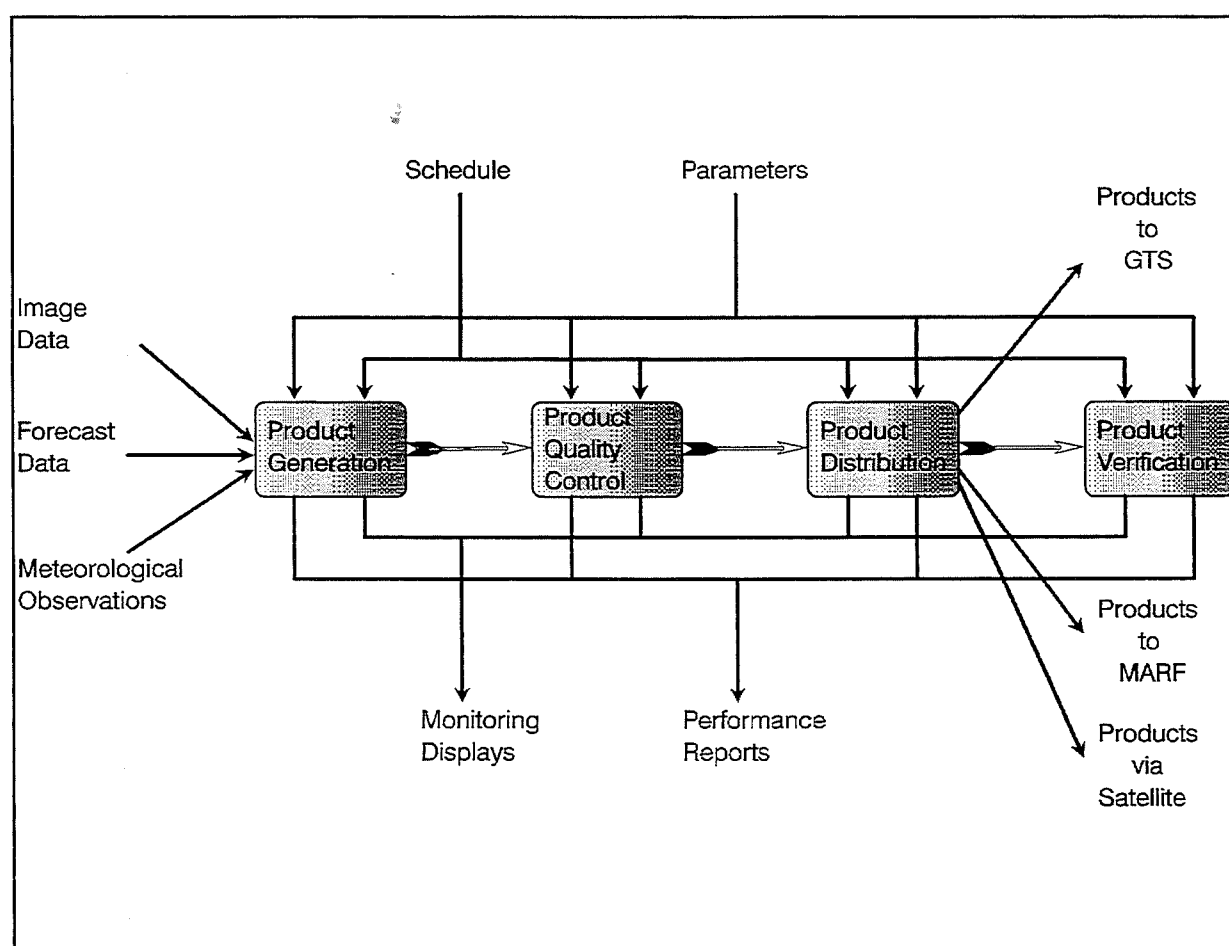 Schedule
Parameters
Products
to
GTS
Image
Data
Forecast
Data
Meteorological
Observations
Product
Generation
Product
Quality
Control
Product
Distribution
Product
Verification
Monitoring
Displays
Performance
Reports
Products
to
MARF
Products
via
Satellite